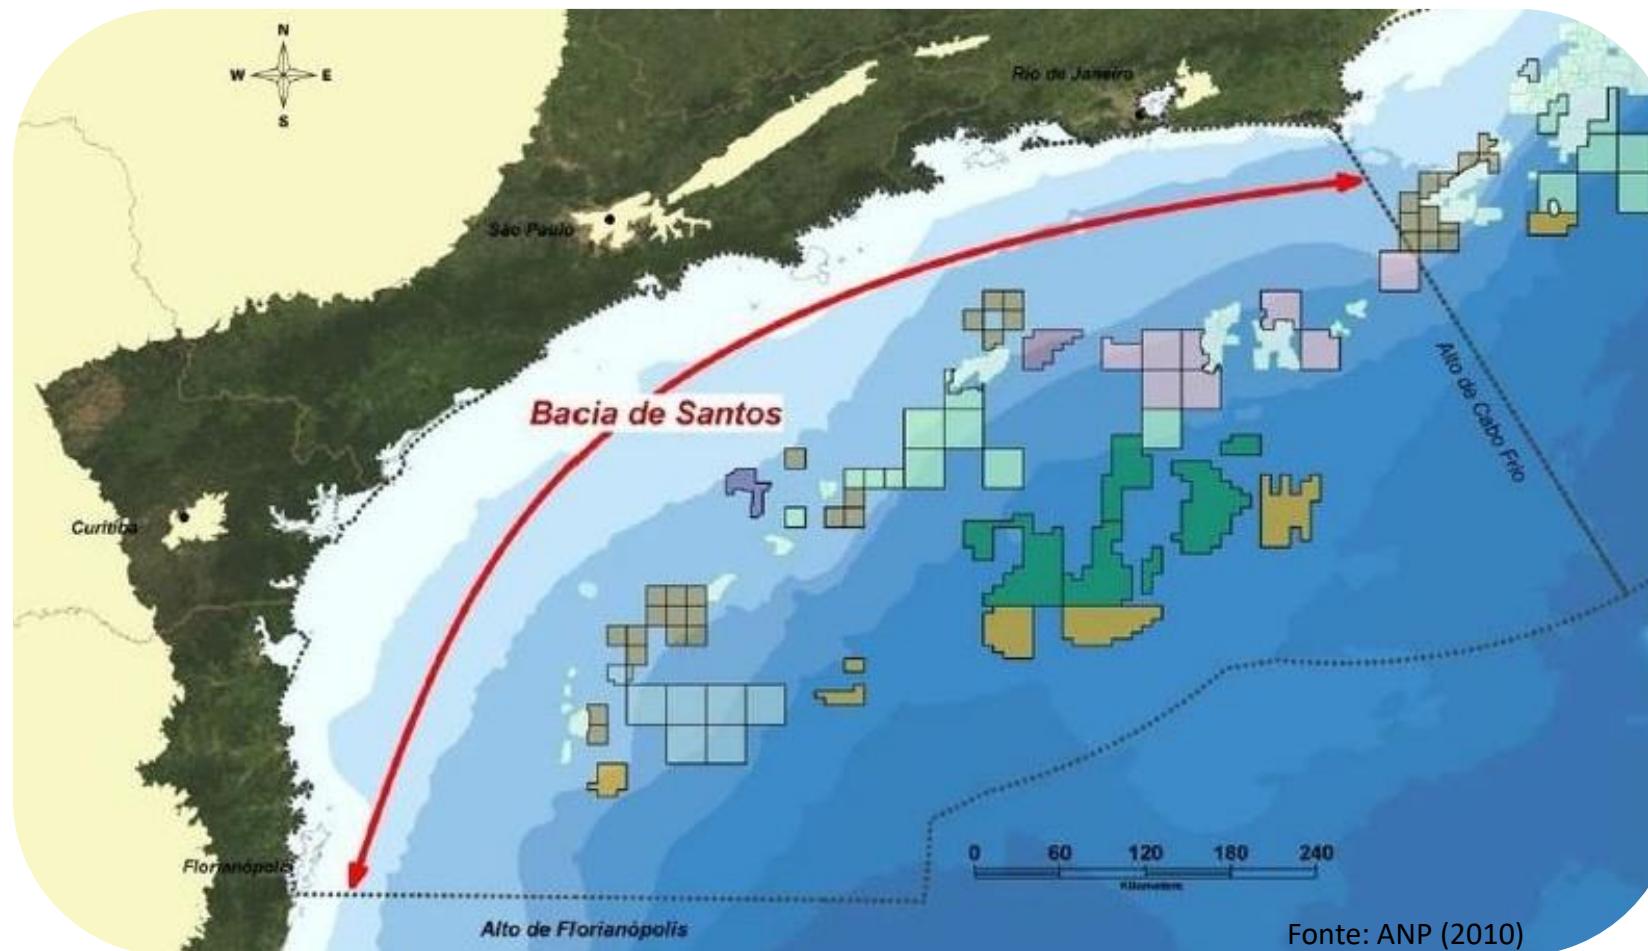 N
W E
S
Rio de Janeiro
São Paulo
Bacia de Santos
Alto de Cabo Frio
Curitiba
0 60 120 180 240
Kilometers
Florianópolis
Alto de Florianópolis
Fonte: ANP (2010)